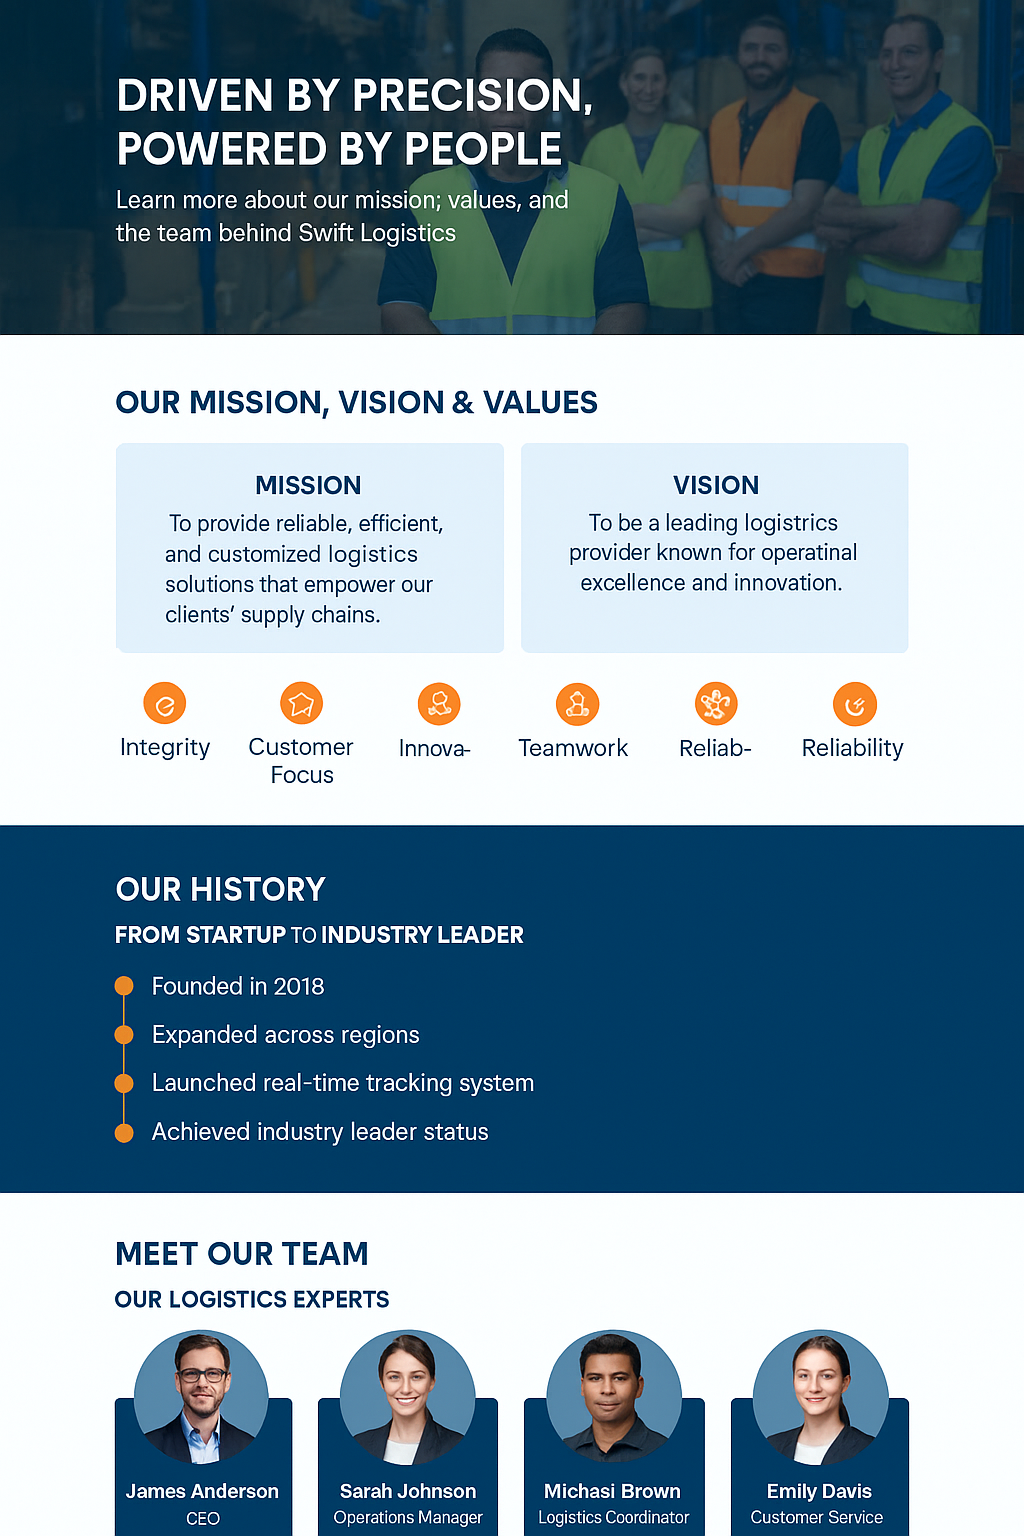 DRIVEN BY PRECISION,
POWERED BY PEOPLE
Learn more about our mission; values, and
the team behind Swift Logistics
OUR MISSION, VISION & VALUES
MISSION
To provide reliable, efficient,
and customized logistics
solutions that empower our
clients' supply chains.
VISION
To be a leading logistrics
provider known for operatinal
excellence and innovation.
Integrity
Customer
Focus
Innova-
Teamwork
Reliab-
Reliability
OUR HISTORY
FROM STARTUP TO INDUSTRY LEADER
Founded in 2018
Expanded across regions
Launched real-time tracking system
Achieved industry leader status
MEET OUR TEAM
OUR LOGISTICS EXPERTS
James Anderson
CEO
Sarah Johnson
Operations Manager
Michasi Brown
Logistics Coordinator
Emily Davis
Customer Service